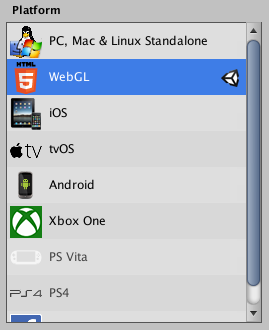 Platform
PC, Mac & Linux Standalone
HTML
5
WebGL
iOS
tv
tvOS
Android
Xbox One
PS Vita
PS4
PS4